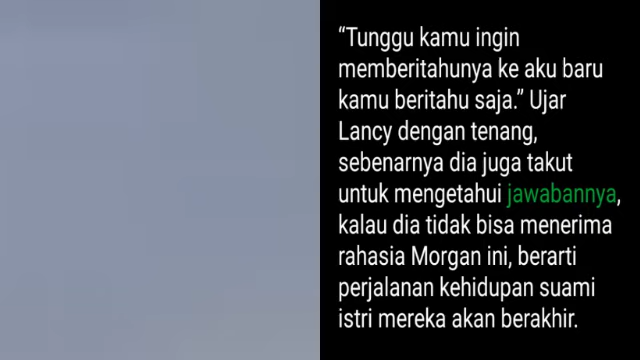 “Tunggu kamu ingin
memberitahunya ke aku baru
kamu beritahu saja.” Ujar
Lancy dengan tenang,
sebenarnya dia juga takut
untuk mengetahui jawabannya,
kalau dia tidak bisa menerima
rahasia Morgan ini, berarti
perjalanan kehidupan suami
istri mereka akan berakhir.